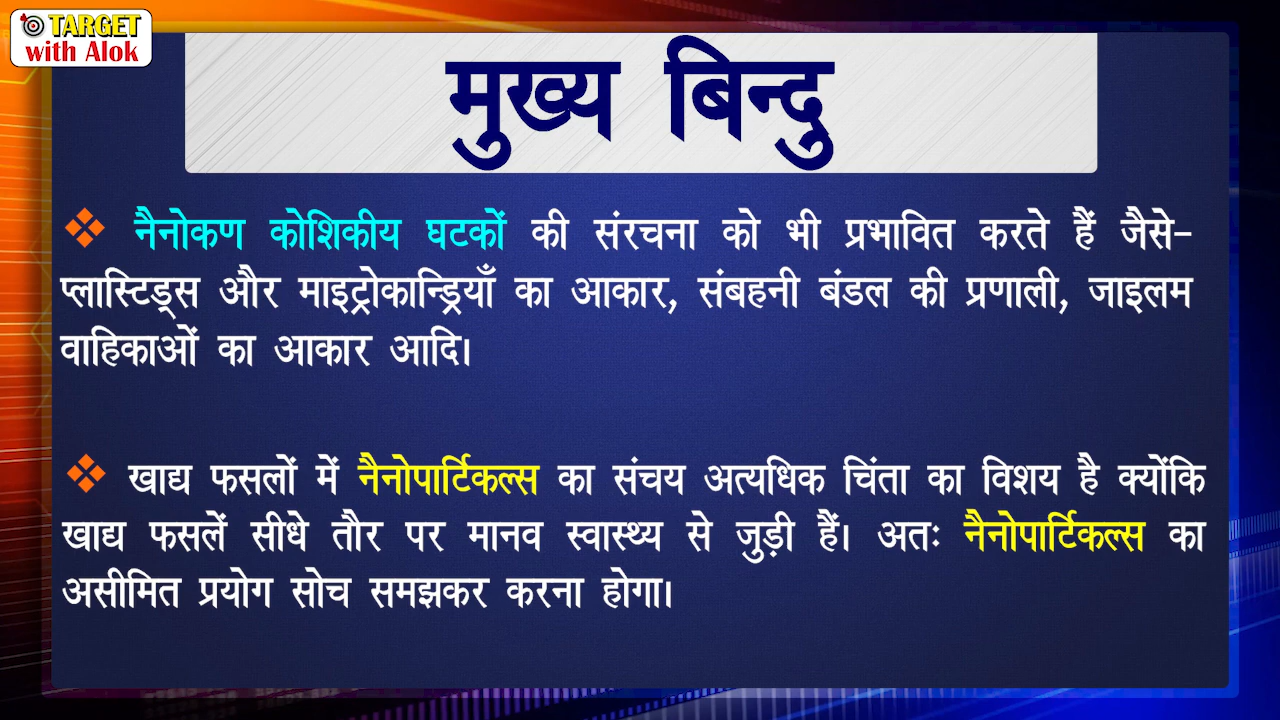 TARGET
with Alok
मुख्य बिन्दु
नैनोकण कोशिकीय घटकों की संरचना को भी प्रभावित करते हैं जैसे-
प्लास्टिड्स और माइट्रोकान्ड्रियाँ का आकार, संबहनी बंडल की प्रणाली, जाइलम
वाहिकाओं का आकार आदि।
खाद्य फसलों में नैनोपार्टिकल्स का संचय अत्यधिक चिंता का विशय है क्योंकि
खाद्य फसलें सीधे तौर पर मानव स्वास्थ्य से जुड़ी हैं। अतः नैनोपार्टिकल्स का
असीमित प्रयोग सोच समझकर करना होगा।